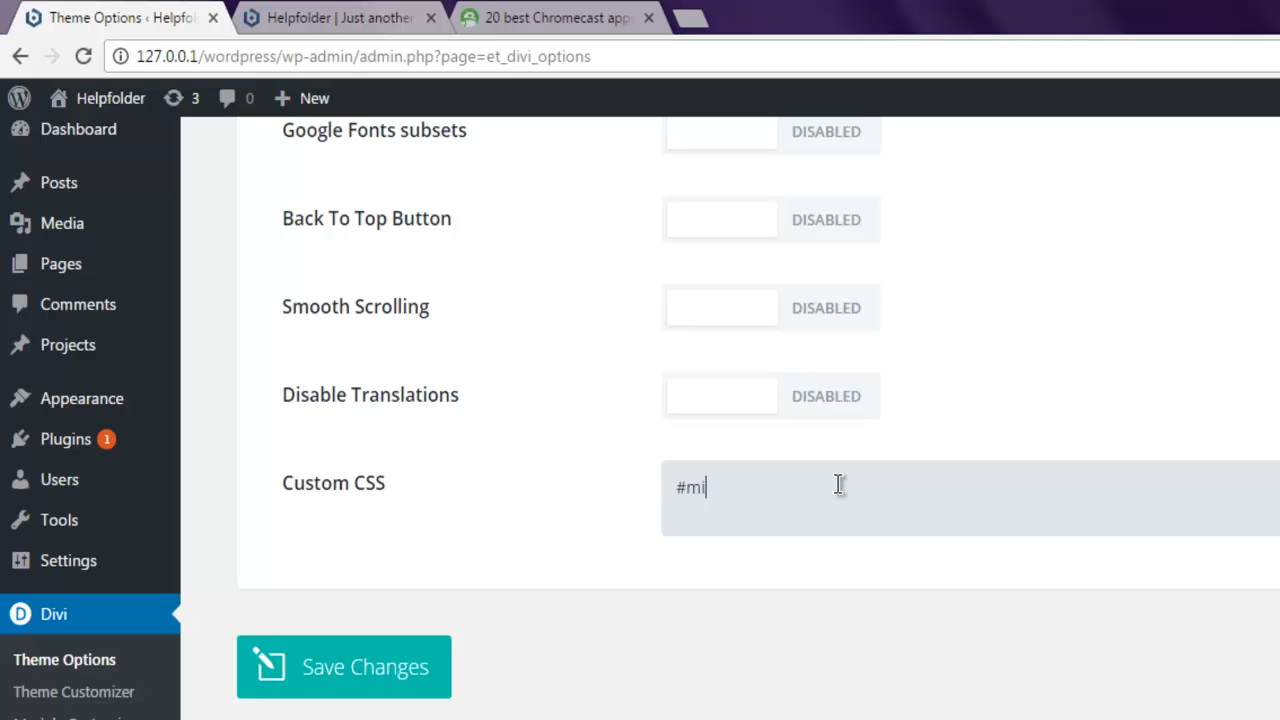 Theme Options ‹ Helpfol
Helpfolder | Just another
20 best Chromecast app
127.0.0.1/wordpress/wp-admin/admin.php?page=et_divi_options
Helpfolder
3
0
New
Dashboard
Posts
Media
Pages
Comments
Projects
Appearance
Plugins 1
Users
Tools
Settings
Divi
Theme Options
Theme Customizer
Google Fonts subsets
DISABLED
Back To Top Button
DISABLED
Smooth Scrolling
DISABLED
Disable Translations
DISABLED
Custom CSS
#mi
Save Changes